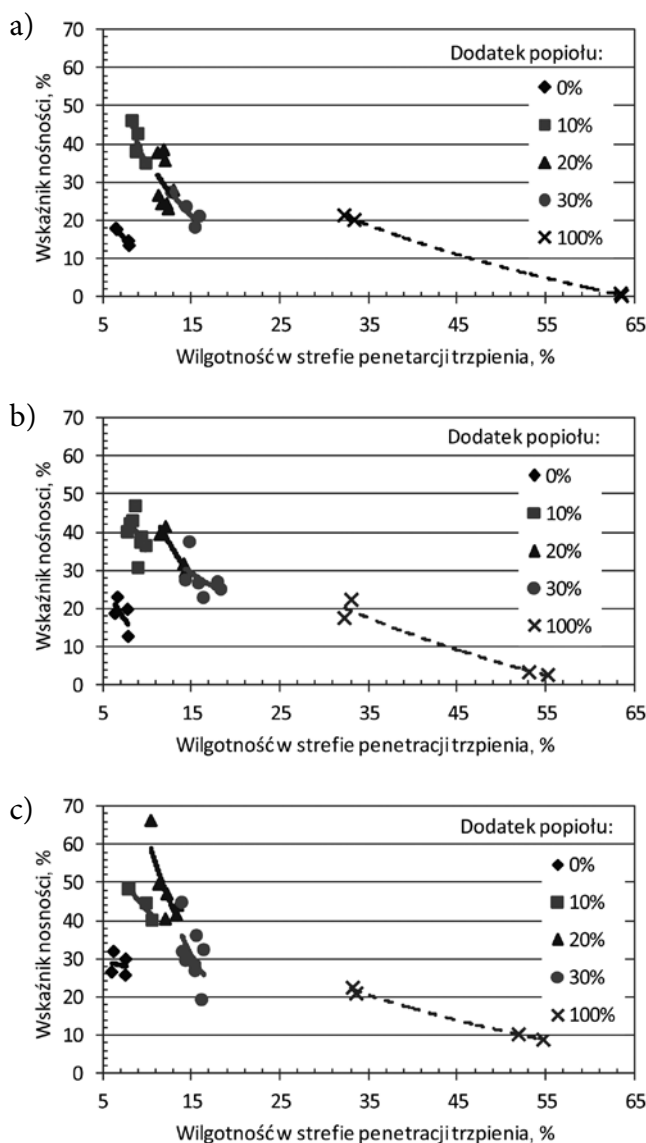 a)
Wskaźnik nośności, %
70
60
50
40
30
20
10
0
5 15 25 35 45 55 65
Wilgotność w strefie penetarcji trzpienia, %
Dodatek popiołu:
0%
10%
20%
30%
100%
b)
Wskaźnik nośnosci, %
70
60
50
40
30
20
10
0
5 15 25 35 45 55 65
Wilgotność w strefie penetracji trzpienia, %
Dodatek popiołu:
0%
10%
20%
30%
100%
c)
Wskaźnik nosności, %
70
60
50
40
30
20
10
0
5 15 25 35 45 55 65
Wilgotność w strefie penetracji trzpienia, %
Dodatek popiołu:
0%
10%
20%
30%
100%